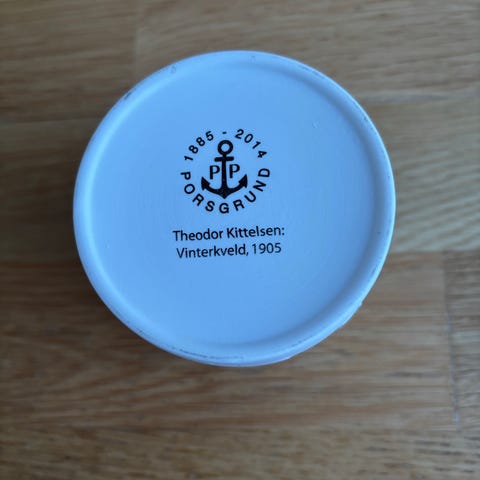 1885 - 2014
PP
PORSGRUND
Theodor Kittelsen:
Vinterkveld, 1905